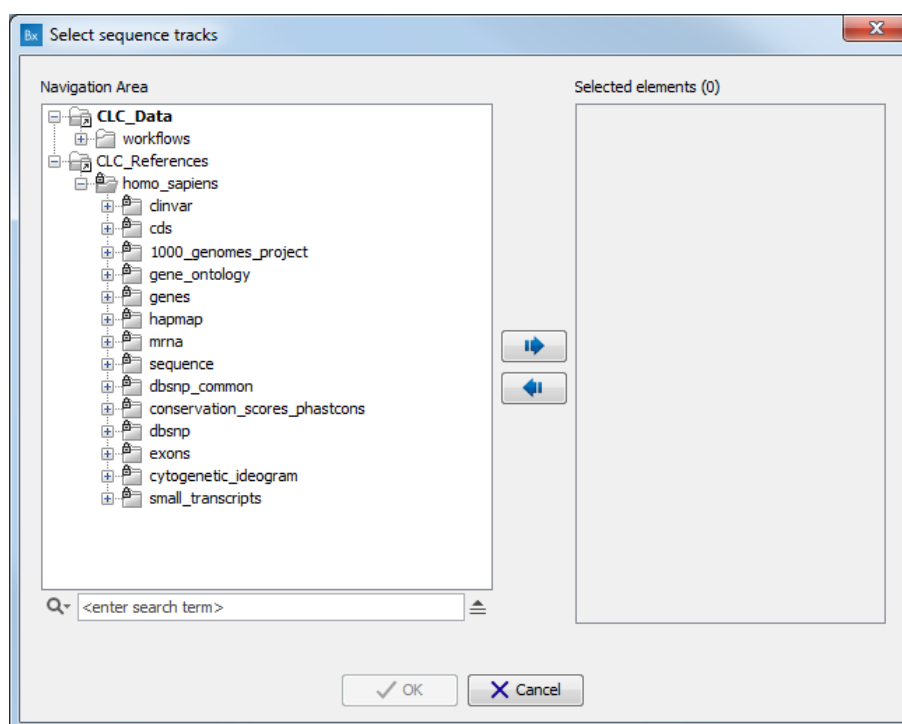 Bx Select sequence tracks
Navigation Area
Selected elements (0)
CLC_Data
workflows
CLC_References
homo_sapiens
clinvar
cds
1000_genomes_project
gene_ontology
genes
hapmap
mrna
sequence
dbsnp_common
conservation_scores_phastcons
dbsnp
exons
cytogenetic_ideogram
small_transcripts
<enter search term>
OK
Cancel